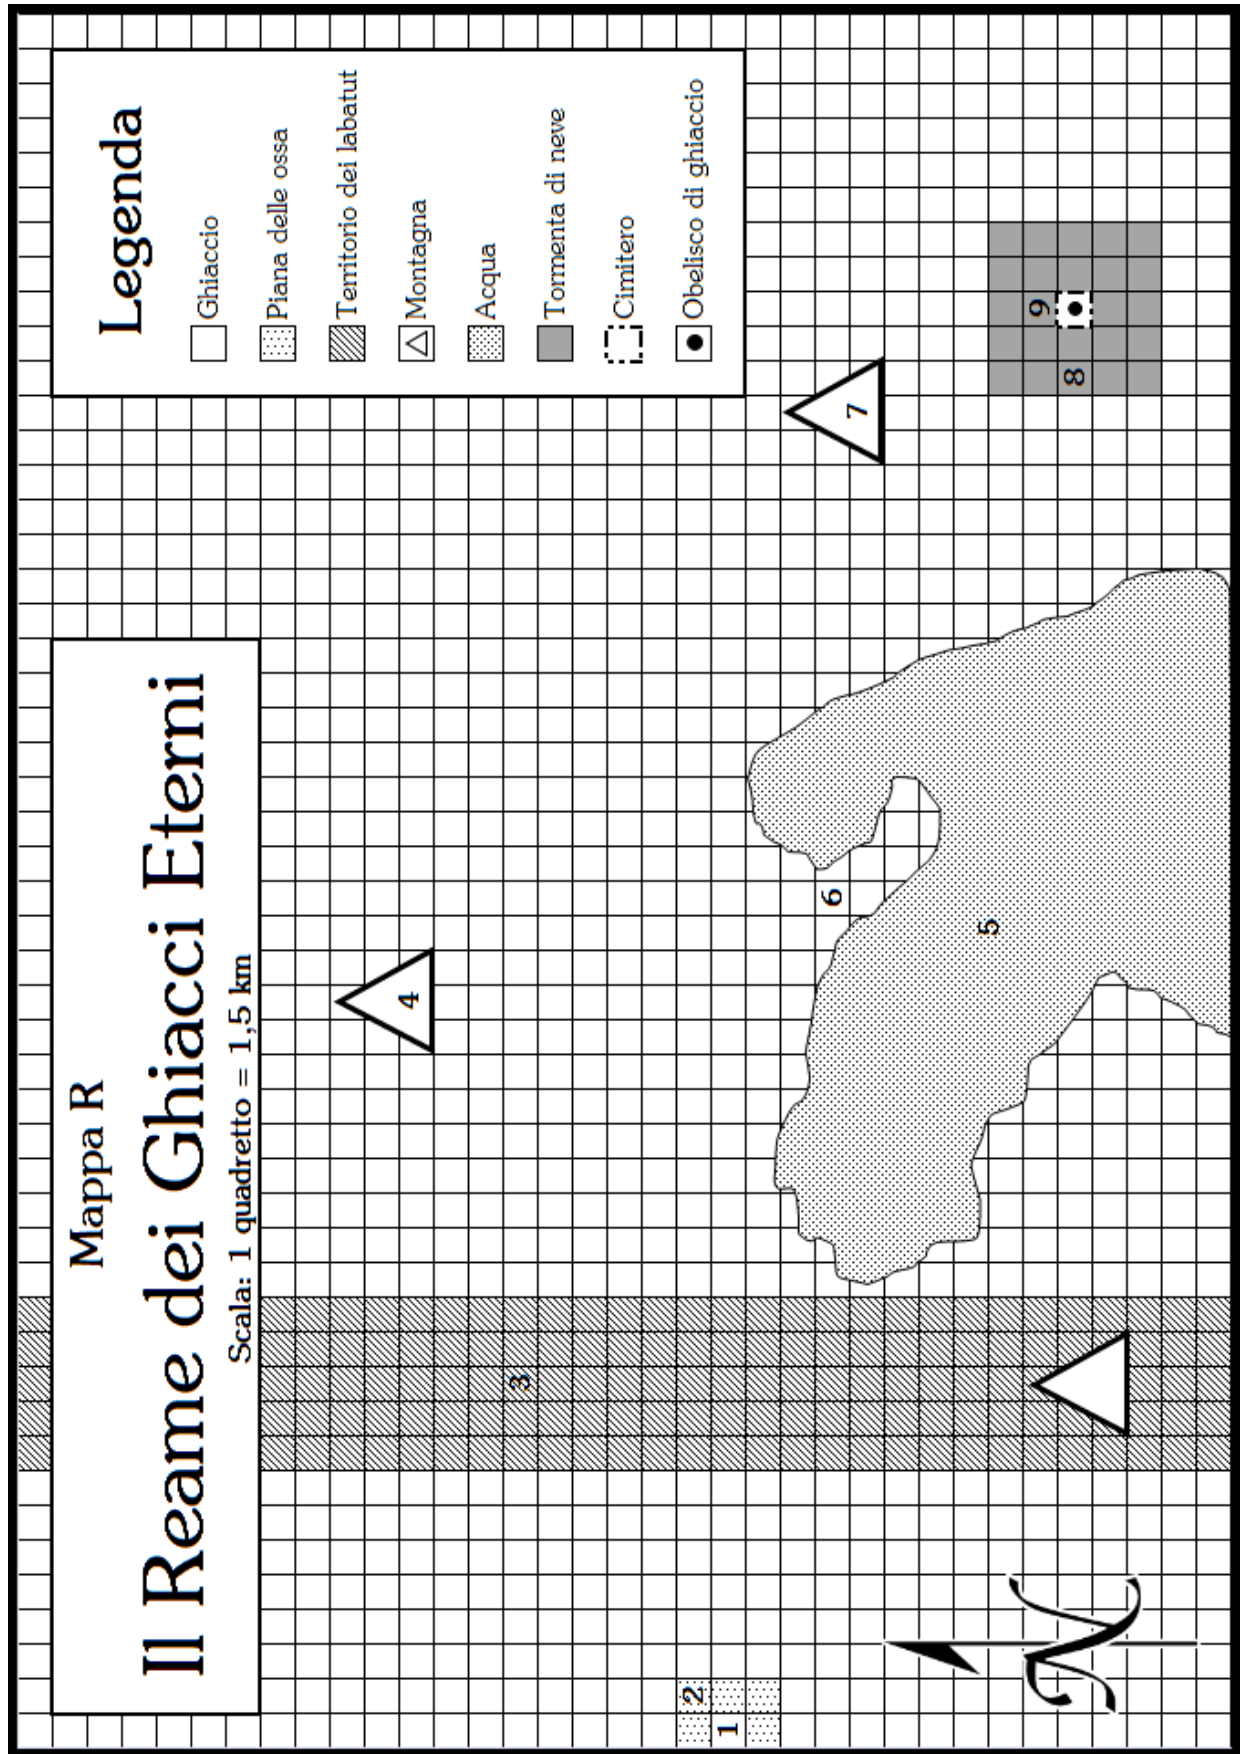 Mappa R
Il Reame dei Ghiacci Eterni
Scala: 1 quadretto = 1,5 km
Legenda
Ghiaccio
Piana delle ossa
Territorio dei labatut
Montagna
Acqua
Tormenta di neve
Cimitero
Obelisco di ghiaccio
1
2
3
4
5
6
7
8
9
N